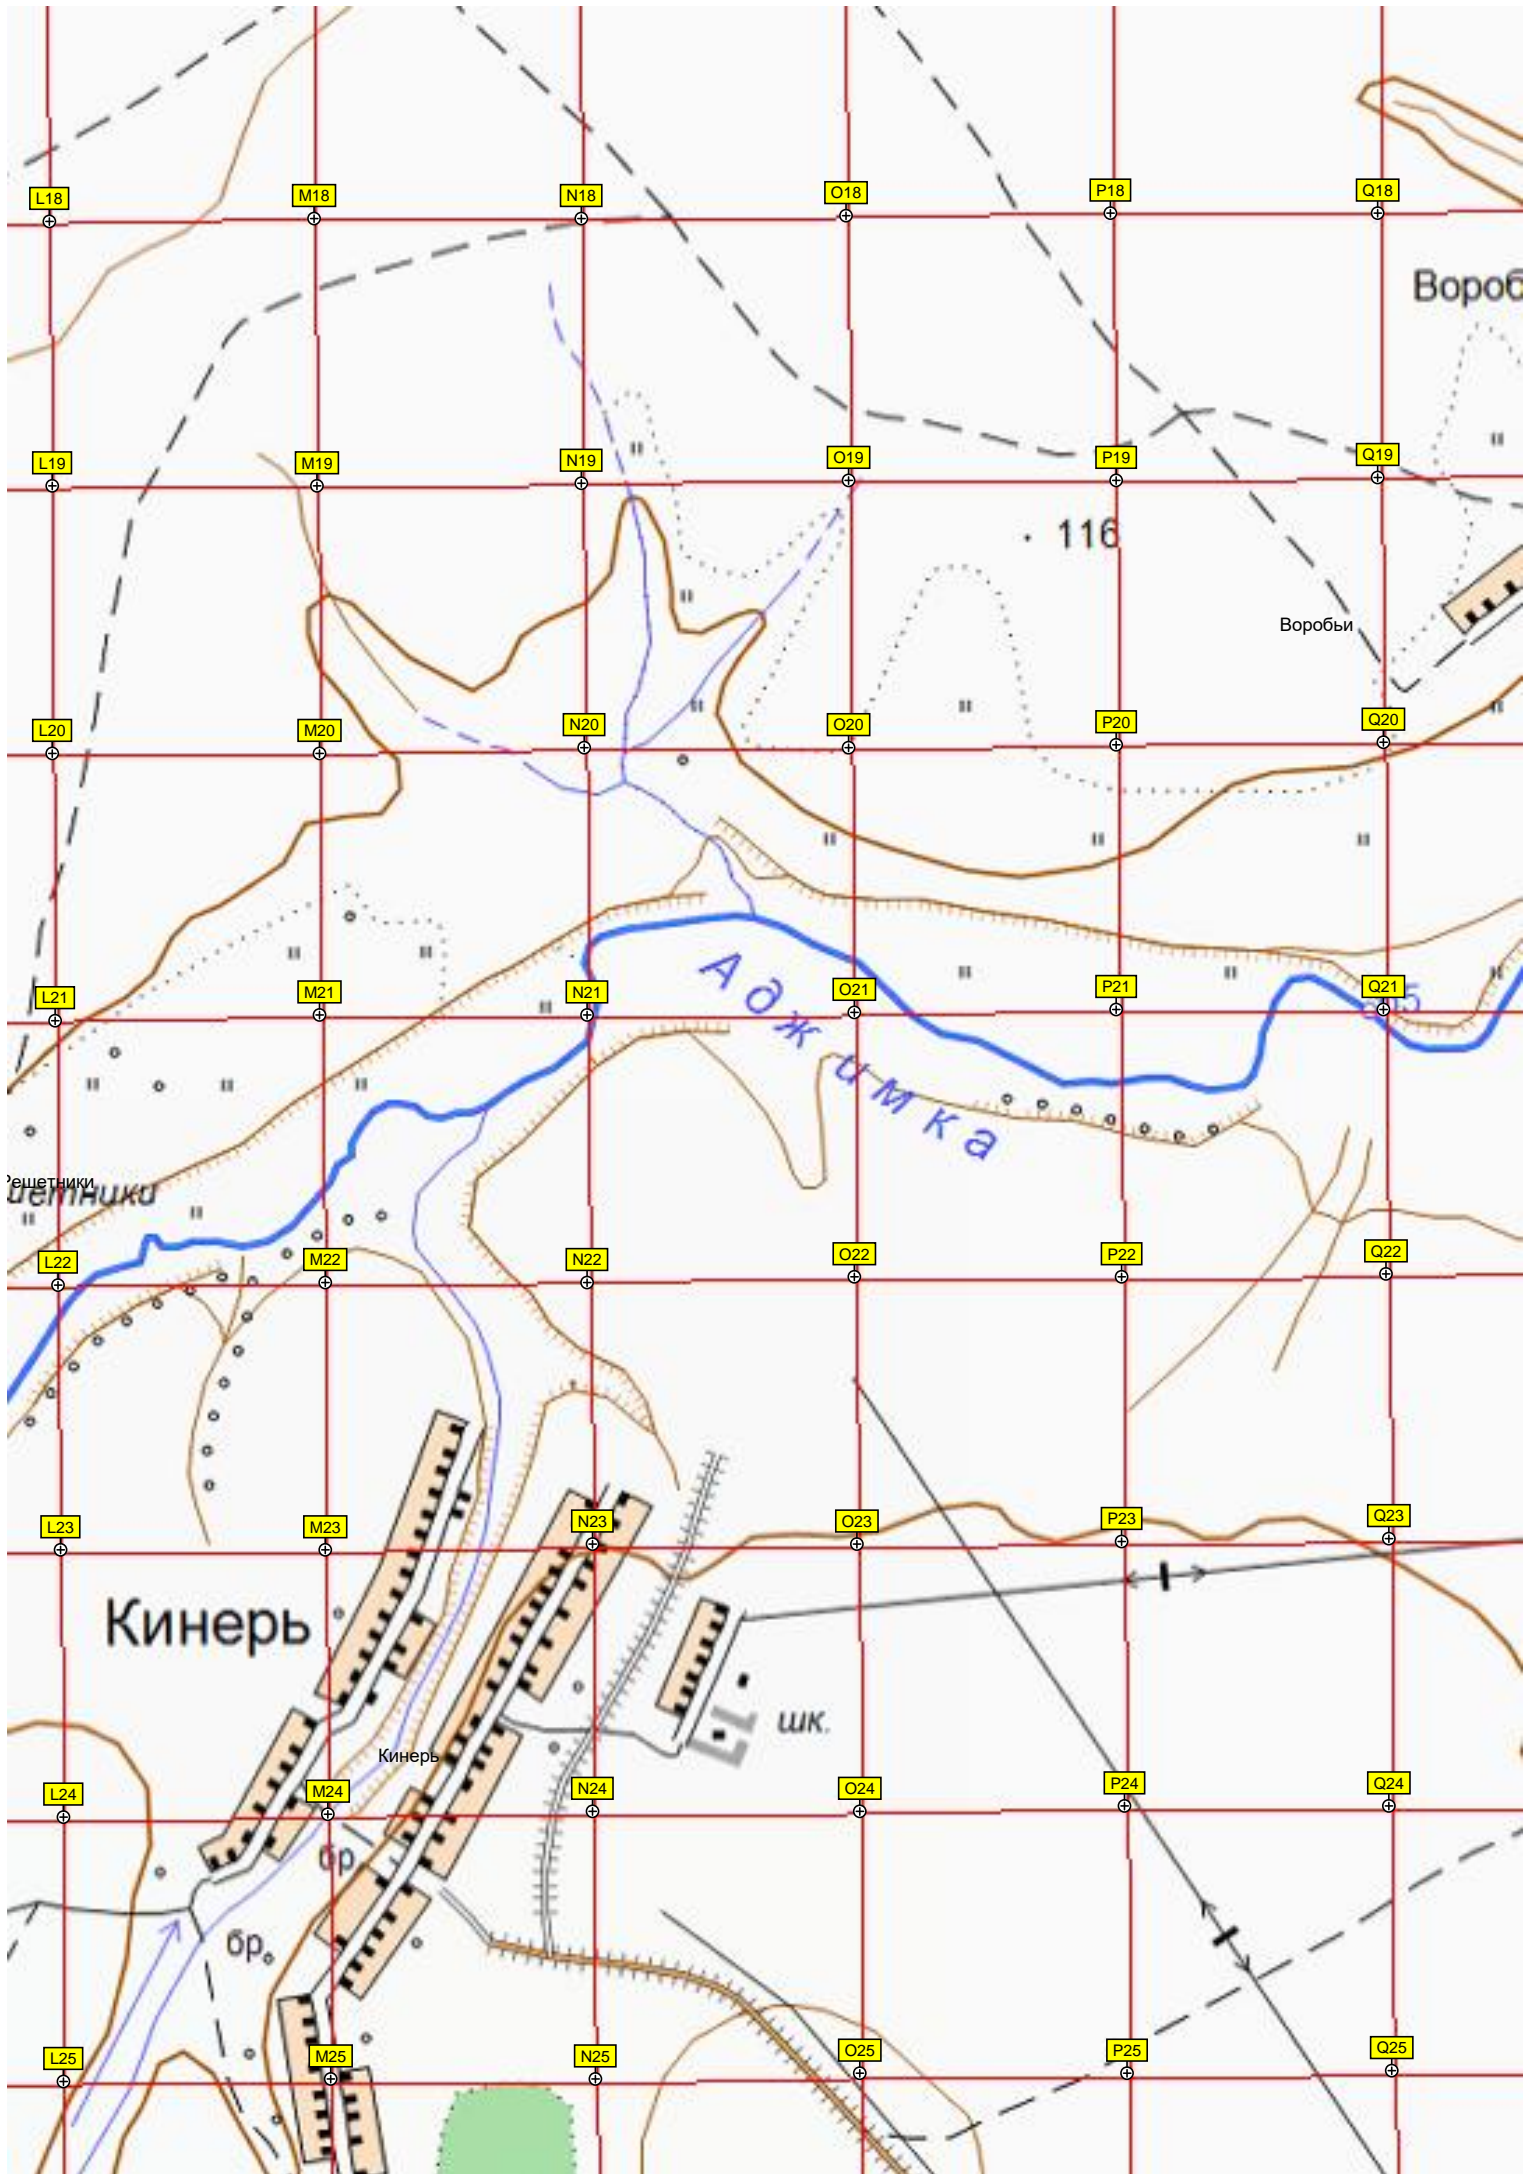 L18 M18 N18 O18 P18 Q18
Вороб
L19 M19 N19 O19 P19 Q19
116
Воробьи
L20 M20 N20 O20 P20 Q20
Аджимка
L21 M21 N21 O21 P21 Q21
Решетники
шетники
L22 M22 N22 O22 P22 Q22
L23 M23 N23 O23 P23 Q23
Кинерь
шк.
Кинерь
L24 M24 N24 O24 P24 Q24
бр.
бр.
L25 M25 N25 O25 P25 Q25